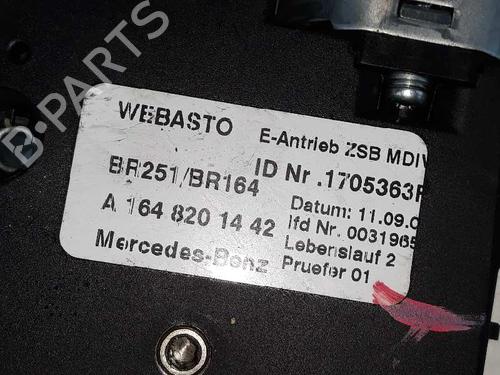 B-PARTS
WEBASTO E-Antrieb ZSB MDIV
BR251/BR164 ID Nr .1705363F
A 164 820 14 42 Datum: 11.09.0
lfd Nr. 0031965
Mercedes-Benz Lebenslauf 2
Pruefer 01